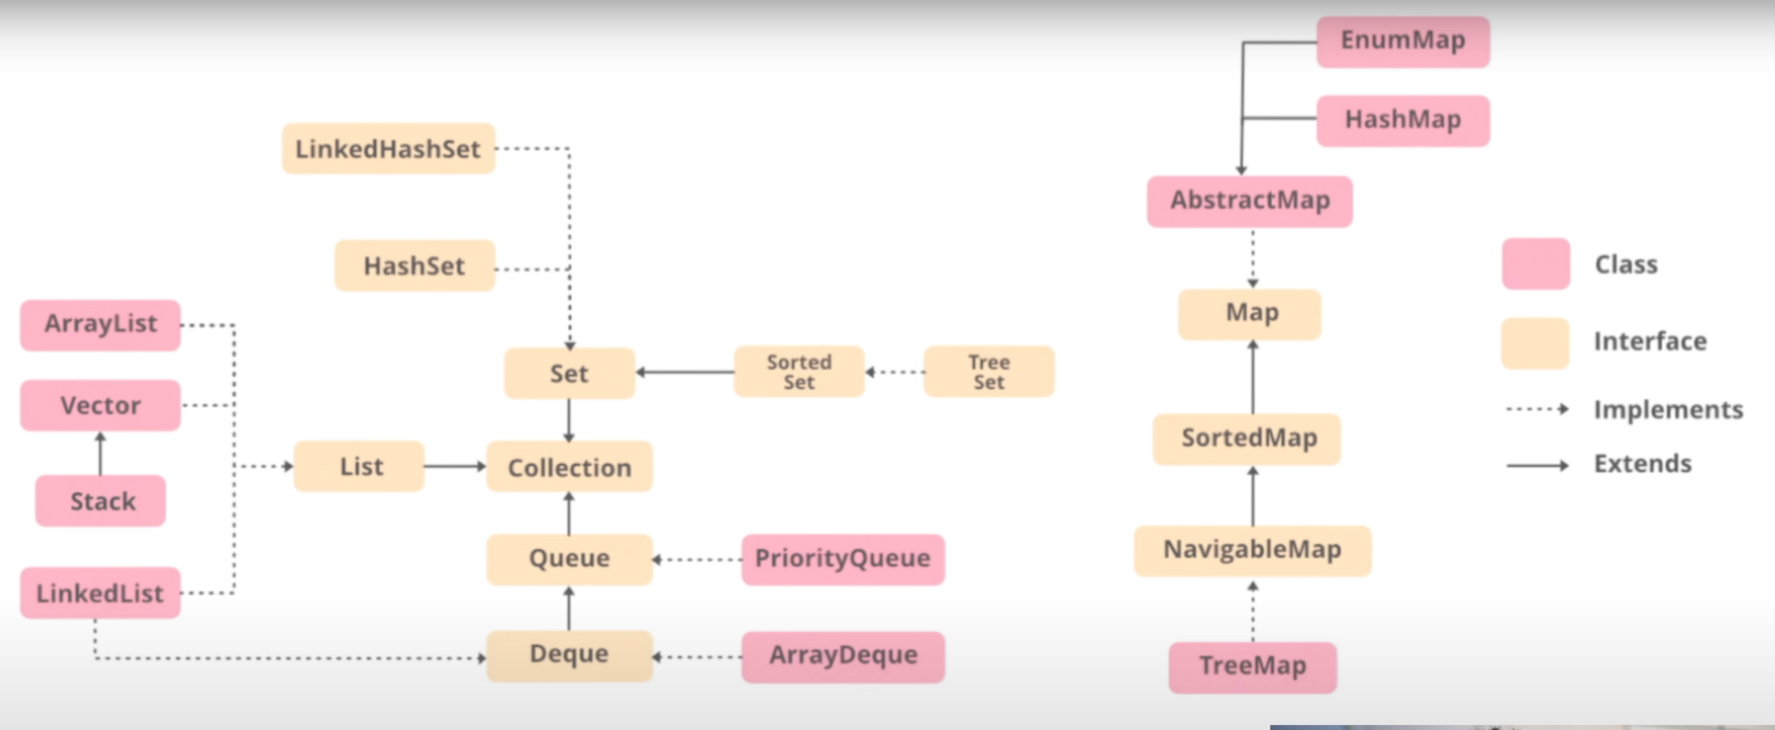 EnumMap
HashMap
LinkedHashSet
AbstractMap
HashSet
Class
ArrayList
Map
Interface
Set
Sorted
Set
Tree
Set
Vector
Implements
List
Collection
SortedMap
Extends
Stack
Queue
PriorityQueue
NavigableMap
LinkedList
Deque
ArrayDeque
TreeMap